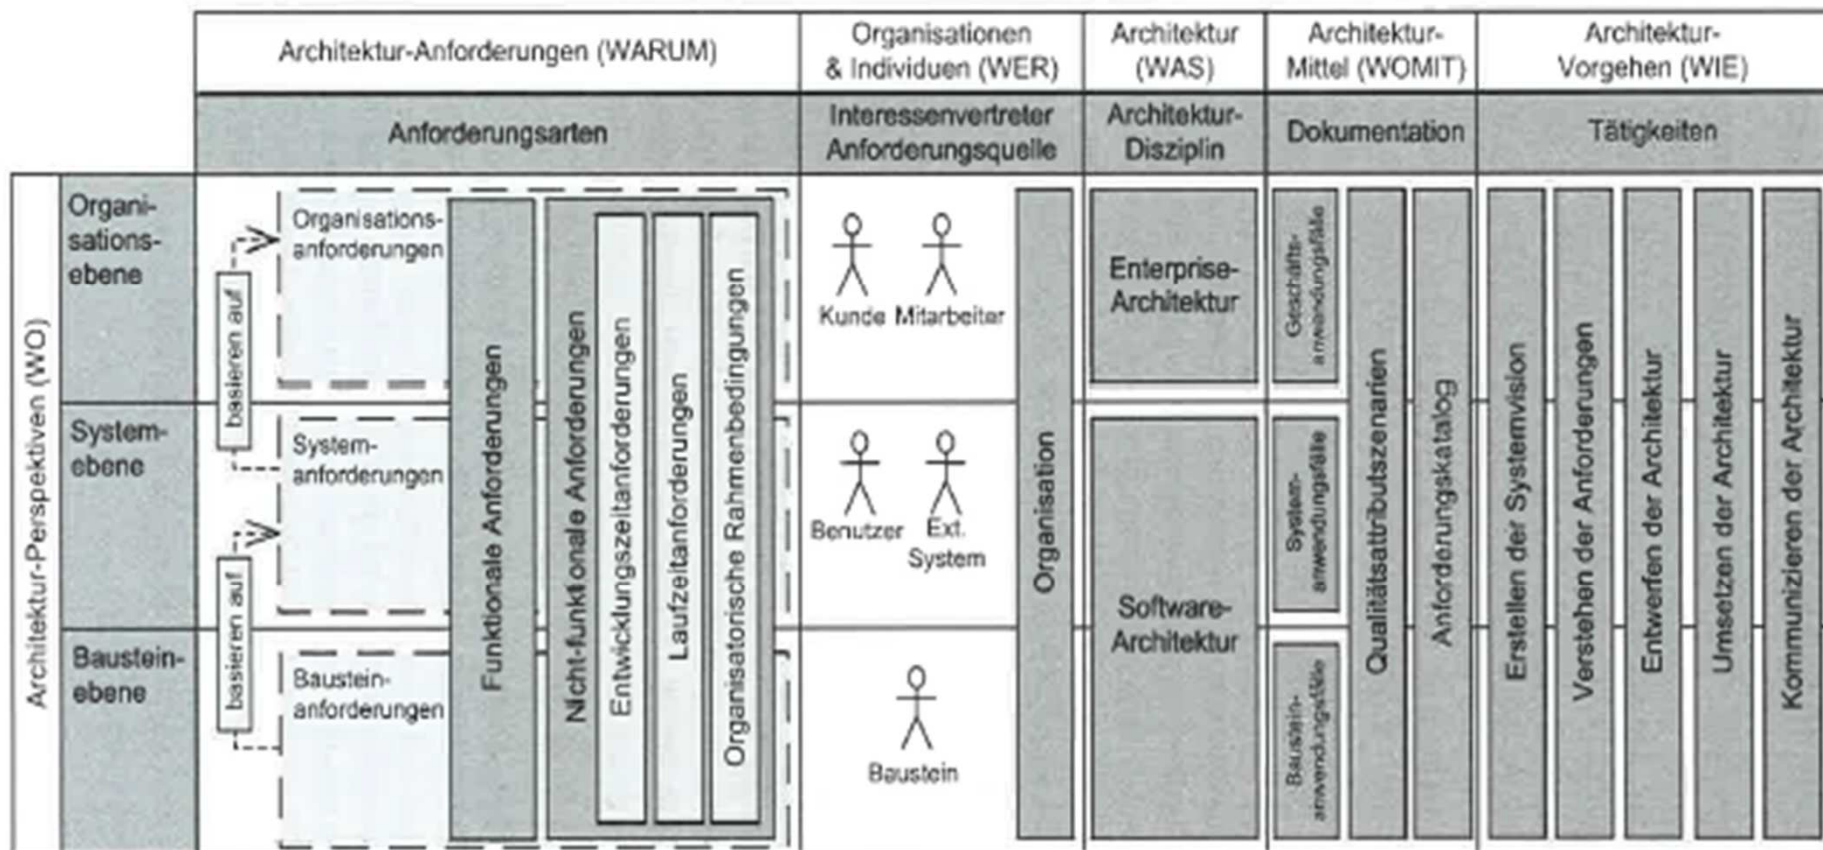 Architektur-Anforderungen (WARUM)
Organisationen
& Individuen (WER)
Architektur
(WAS)
Architektur-
Mittel (WOMIT)
Architektur-
Vorgehen (WIE)
Anforderungsarten
Interessenvertreter
Anforderungsquelle
Architektur-
Disziplin
Dokumentation
Tätigkeiten
Architektur-Perspektiven (WO)
Organi-
sations-
ebene
basieren auf
Organisations-
anforderungen
Funktionale Anforderungen
Nicht-funktionale Anforderungen
Entwicklungszeitanforderungen
Laufzeitanforderungen
Organisatorische Rahmenbedingungen
Kunde
Mitarbeiter
Organisation
Enterprise-
Architektur
Geschäfts-
anwendungsfälle
Qualitätsattributszenarien
Anforderungskatalog
Erstellen der Systemvision
Verstehen der Anforderungen
Entwerfen der Architektur
Umsetzen der Architektur
Kommunizieren der Architektur
System-
ebene
basieren auf
System-
anforderungen
Benutzer
Ext.
System
Software-
Architektur
System-
anwendungsfälle
Baustein-
ebene
Baustein-
anforderungen
Baustein
Baustein-
anwendungsfälle